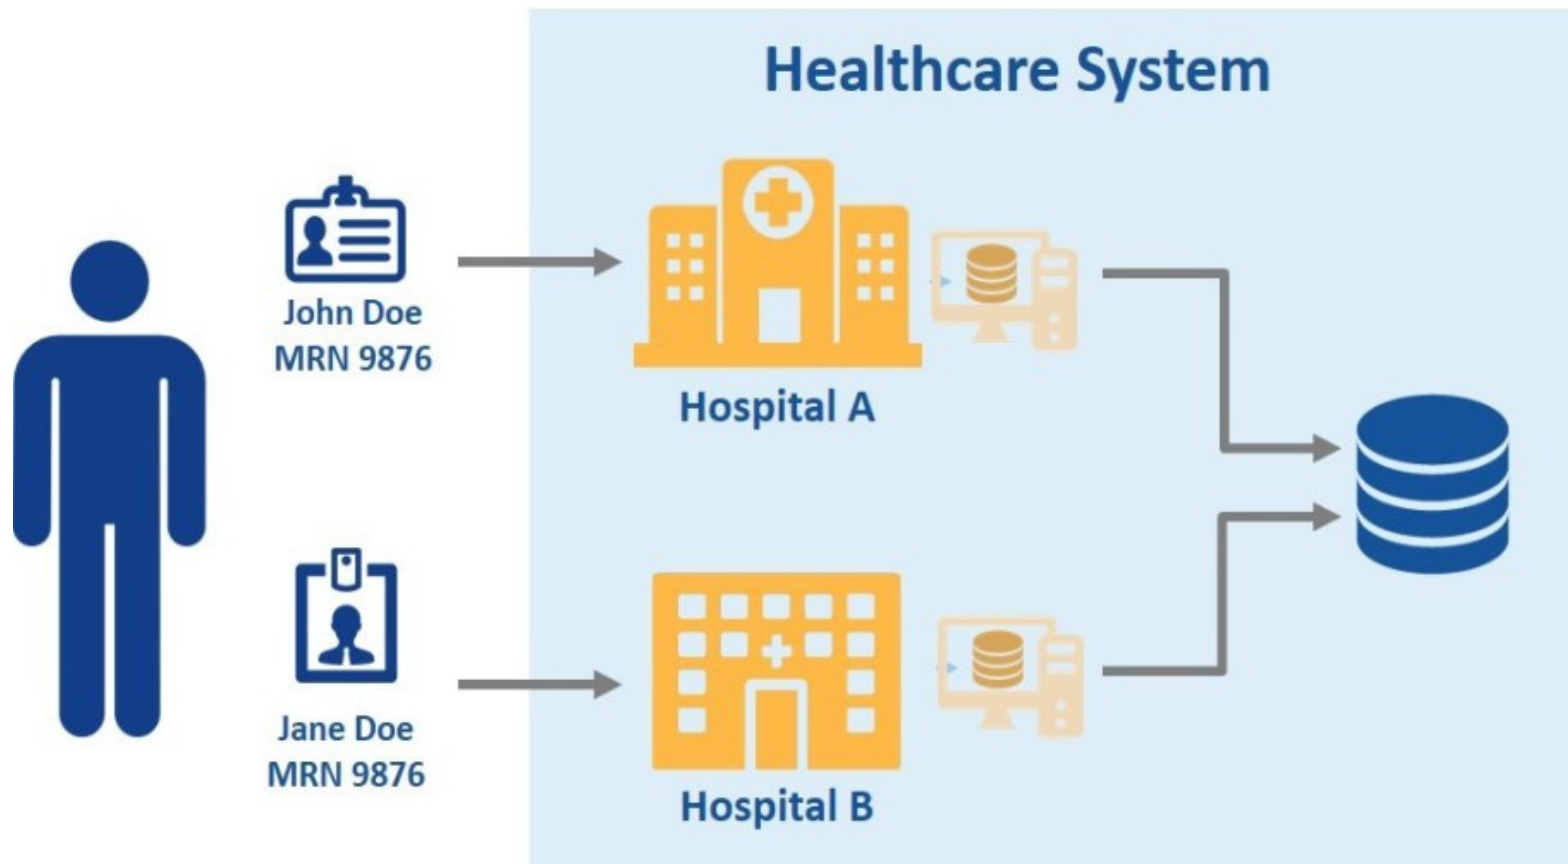 Healthcare System
John Doe
MRN 9876
Hospital A
Jane Doe
MRN 9876
Hospital B